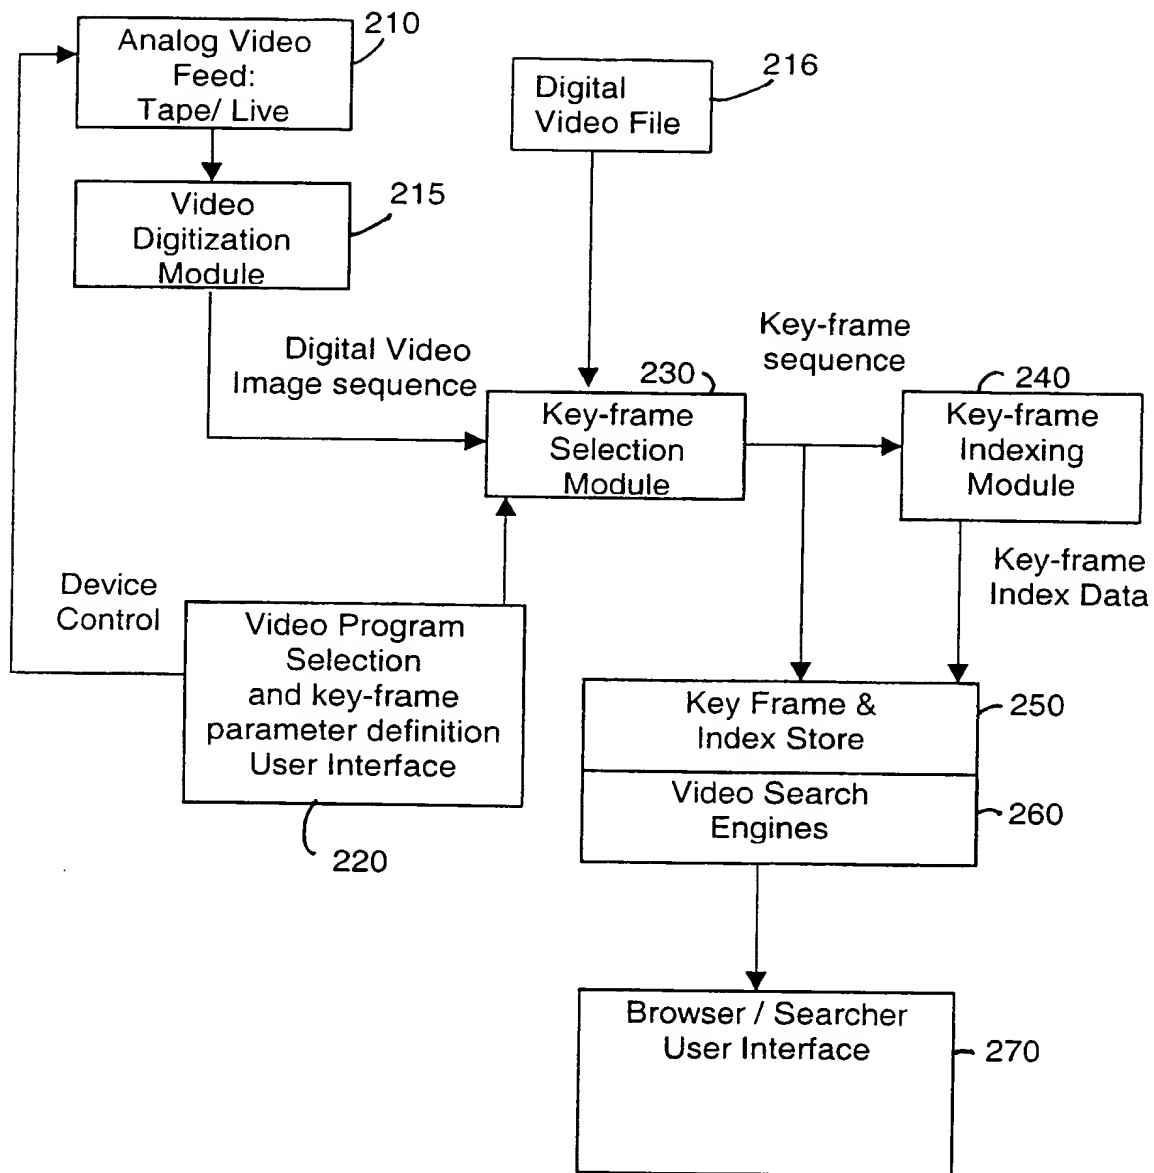 210
Analog Video
Feed:
Tape/ Live
216
Digital
Video File
215
Video
Digitization
Module
Digital Video
Image sequence
Key-frame
sequence
230
Key-frame
Selection
Module
240
Key-frame
Indexing
Module
Device
Control
Key-frame
Index Data
Video Program
Selection
and key-frame
parameter definition
User Interface
220
Key Frame &
Index Store
250
Video Search
Engines
260
Browser / Searcher
User Interface
270